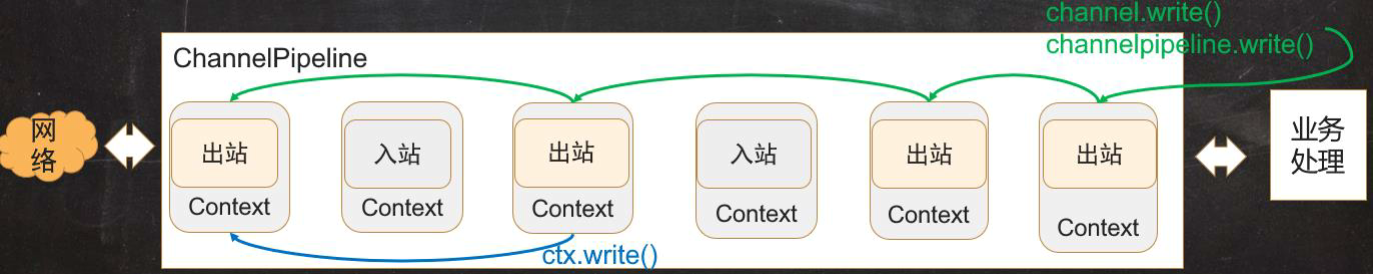 channel.write()
channelpipeline.write()
ChannelPipeline
网
络
出站
Context
入站
Context
出站
Context
入站
Context
出站
Context
出站
Context
业务
处理
ctx.write()